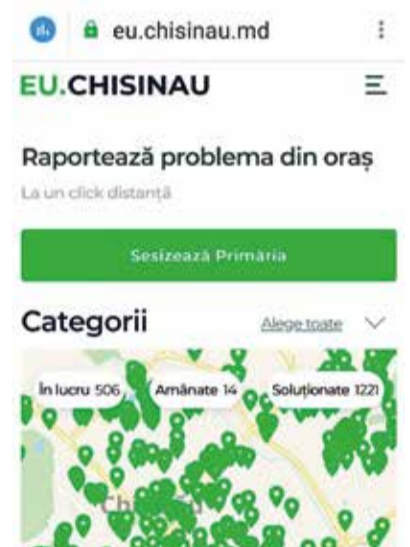 eu.chisinau.md
EU.CHISINAU
Raportează problema din oraș
La un click distanță
Sesizează Primăria
Categorii
Alege toate
În lucru 506
Amânate 14
Soluționate 1221